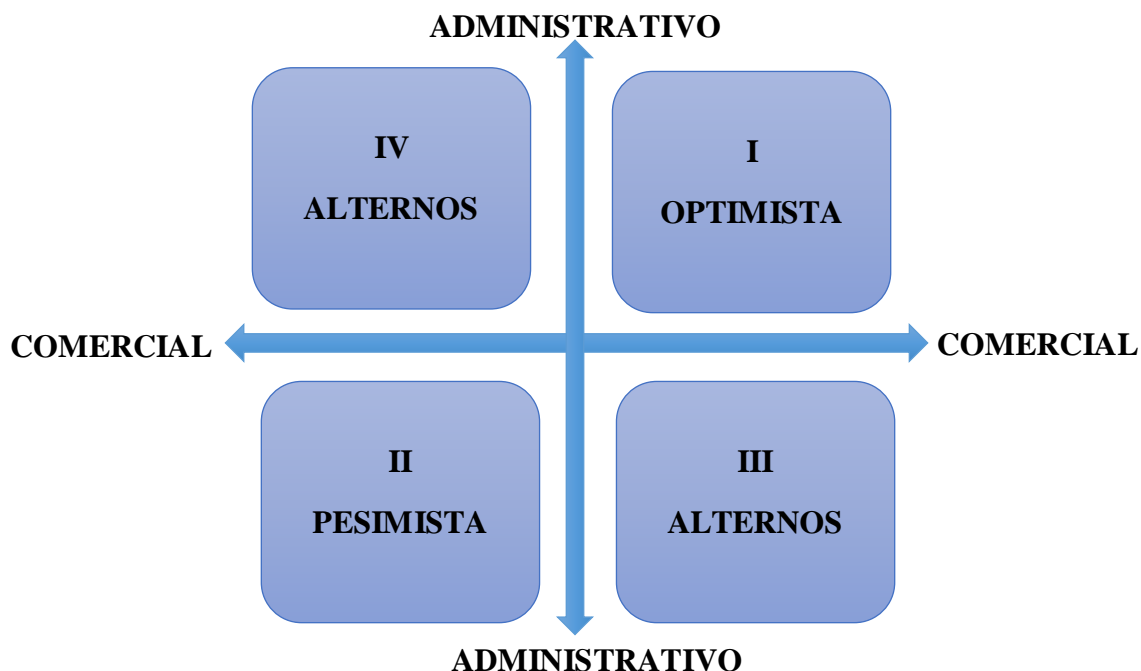 ADMINISTRATIVO
IV
ALTERNOS
I
OPTIMISTA
COMERCIAL
COMERCIAL
II
PESIMISTA
III
ALTERNOS
ADMINISTRATIVO